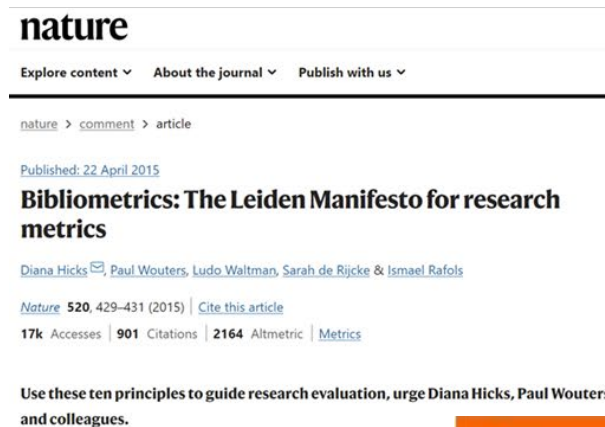 nature
Explore content About the journal Publish with us
nature > comment > article
Published: 22 April 2015
Bibliometrics: The Leiden Manifesto for research
metrics
Diana Hicks, Paul Wouters, Ludo Waltman, Sarah de Rijcke & Ismael Rafols
Nature 520, 429–431 (2015) | Cite this article
17k Accesses | 901 Citations | 2164 Altmetric | Metrics
Use these ten principles to guide research evaluation, urge Diana Hicks, Paul Wouters
and colleagues.